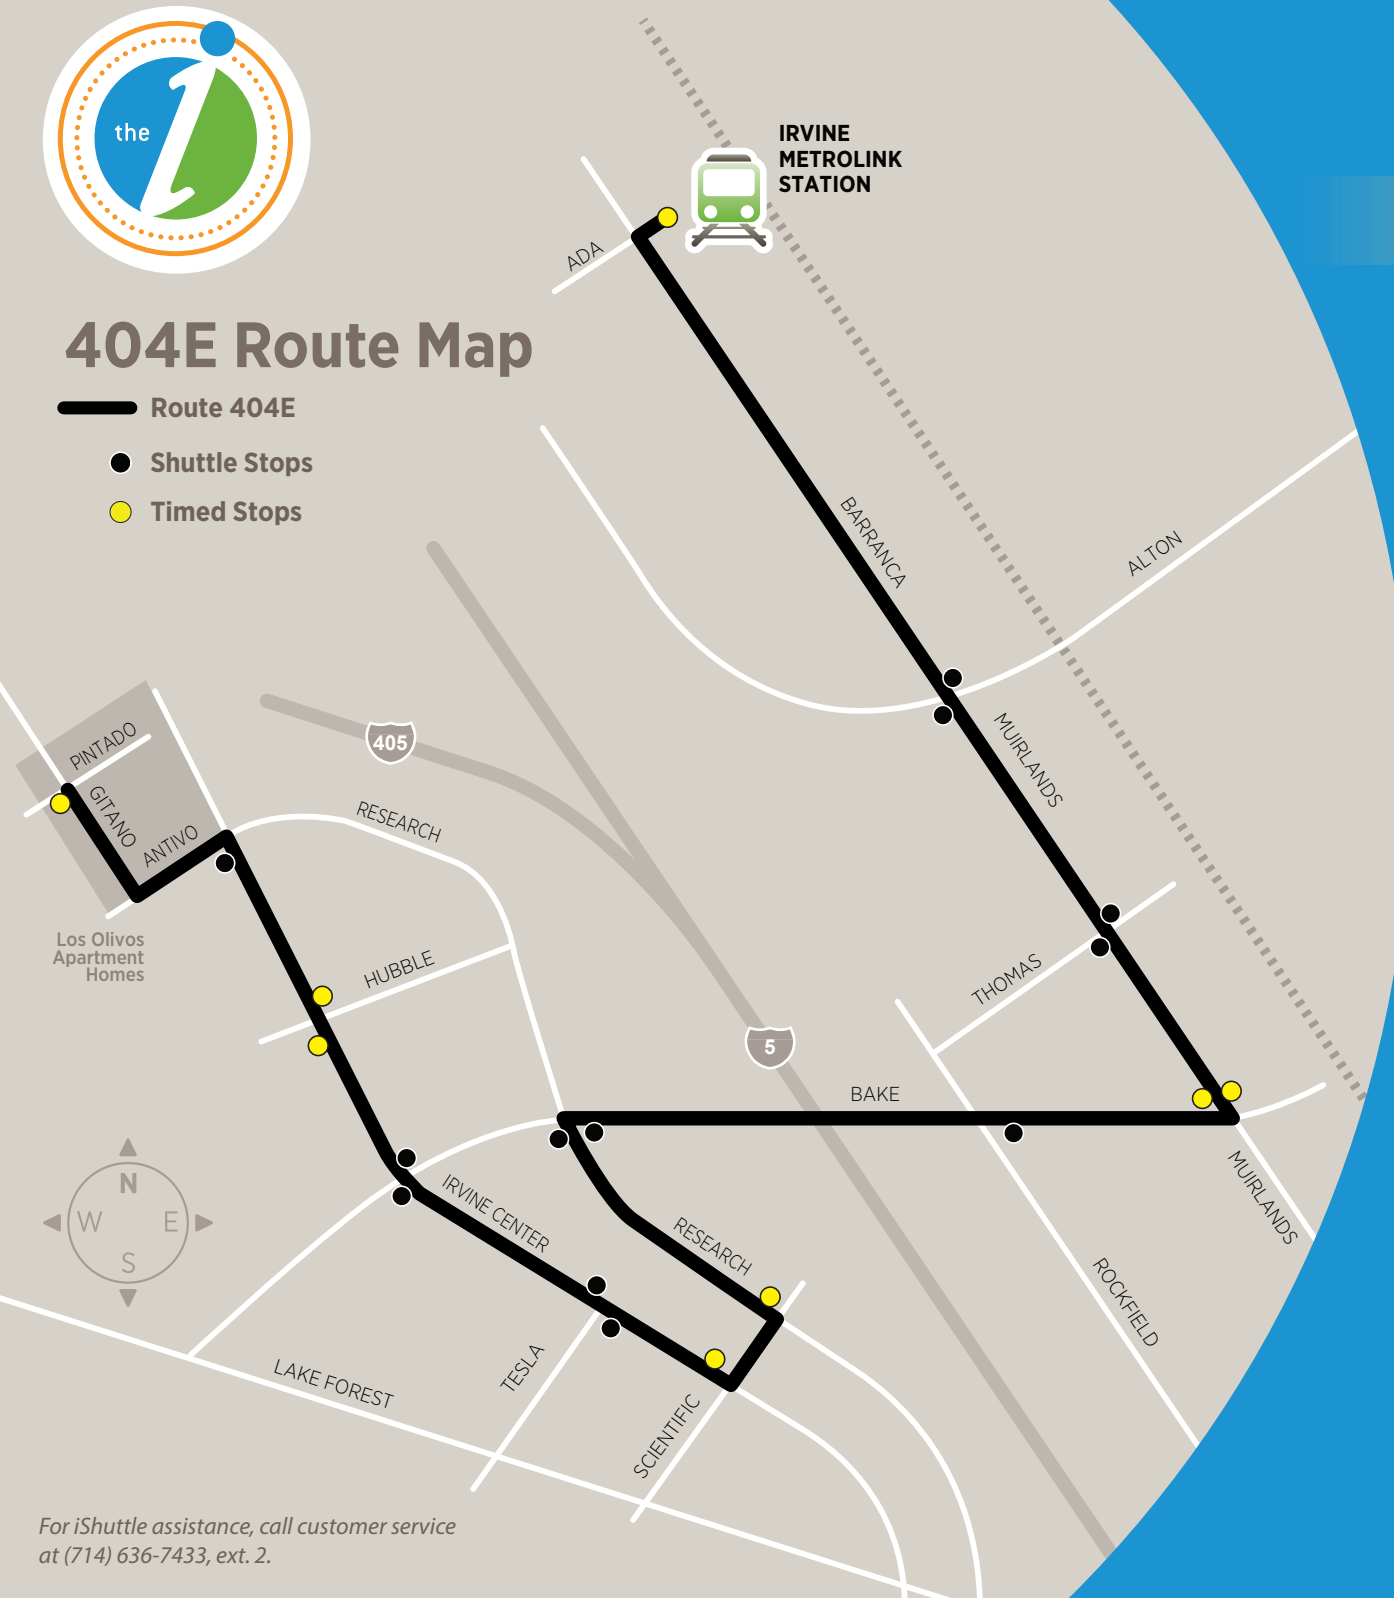 the
i
IRVINE
METROLINK
STATION
ADA
404E Route Map
Route 404E
Shuttle Stops
Timed Stops
BARRANCA
ALTON
MUIRLANDS
405
PINTADO
GITANO
ANTIVO
RESEARCH
Los Olivos
Apartment
Homes
HUBBLE
THOMAS
5
BAKE
N
W E
S
IRVINE CENTER
RESEARCH
MUIRLANDS
ROCKFIELD
TESLA
LAKE FOREST
SCIENTIFIC
For iShuttle assistance, call customer service
at (714) 636-7433, ext. 2.